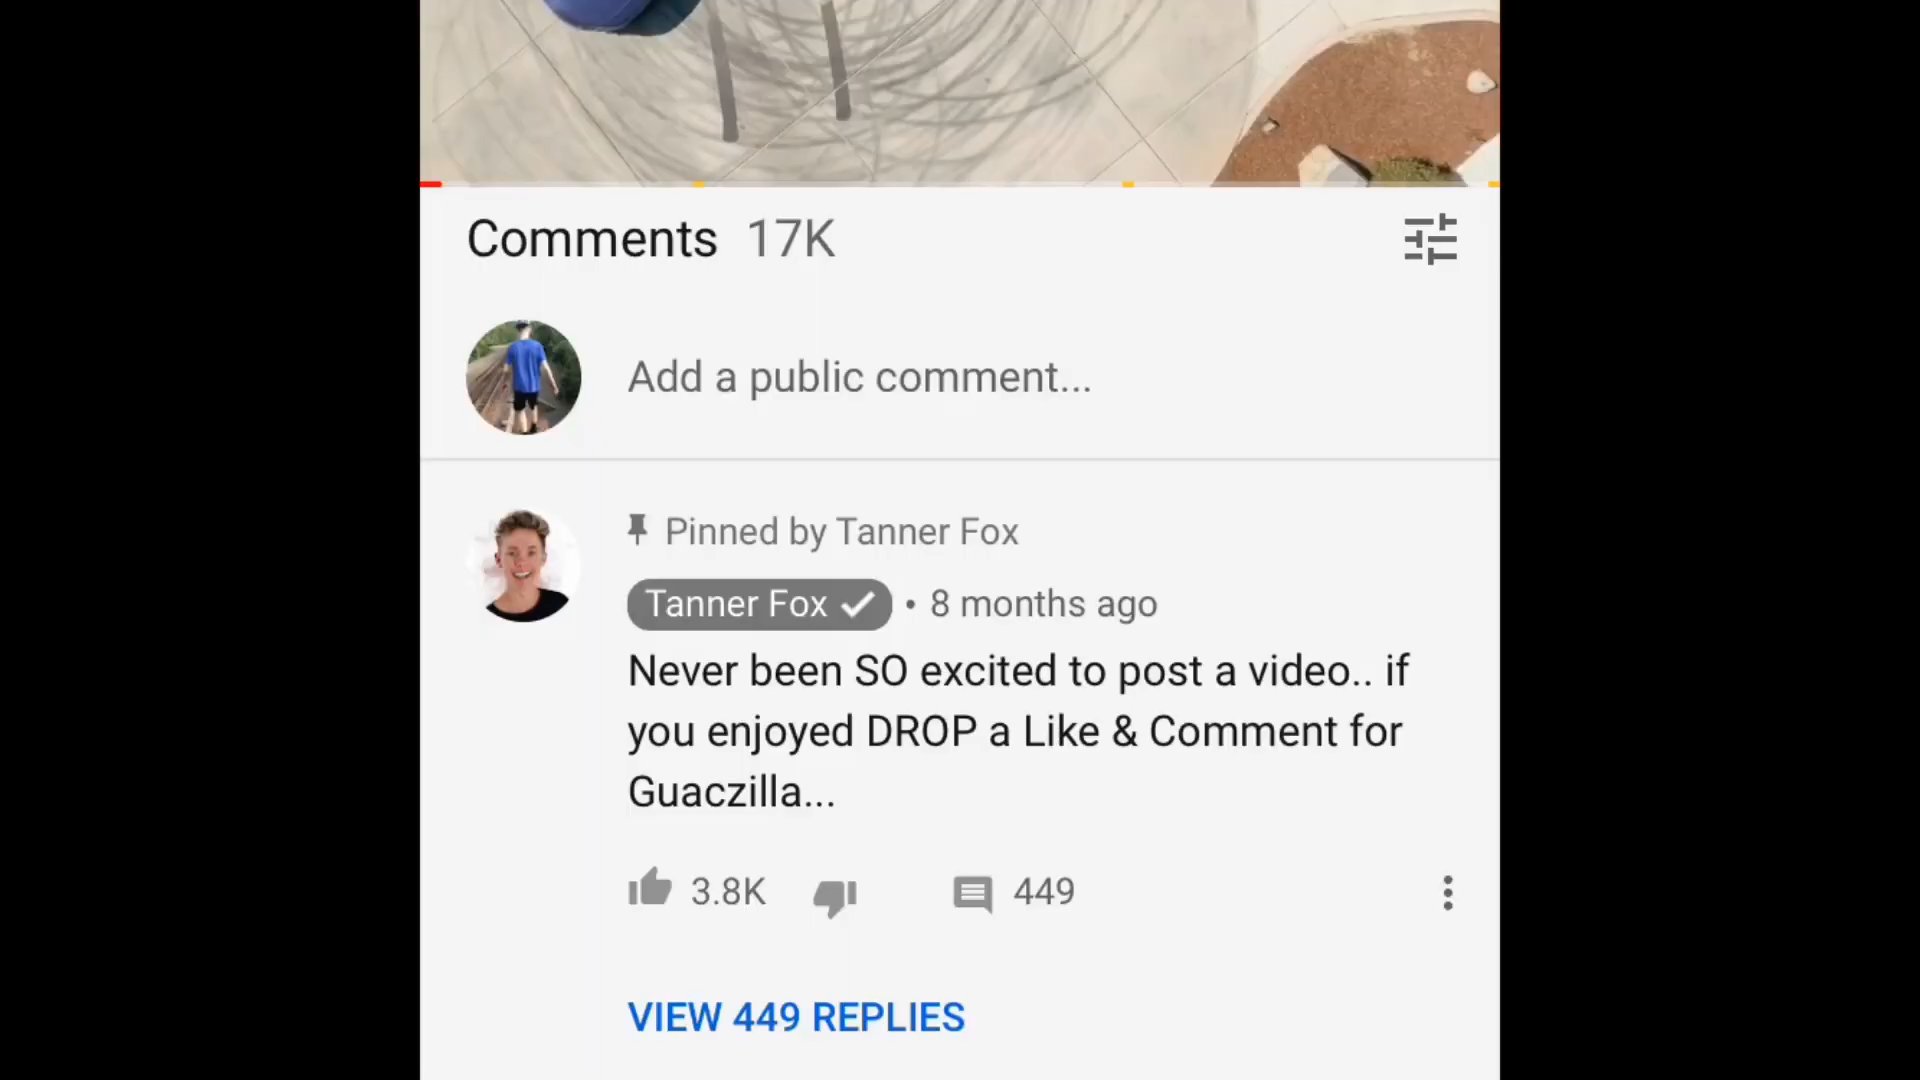 Comments 17K
Add a public comment...
Pinned by Tanner Fox
Tanner Fox • 8 months ago
Never been SO excited to post a video.. if
you enjoyed DROP a Like & Comment for
Guaczilla...
3.8K 449
VIEW 449 REPLIES